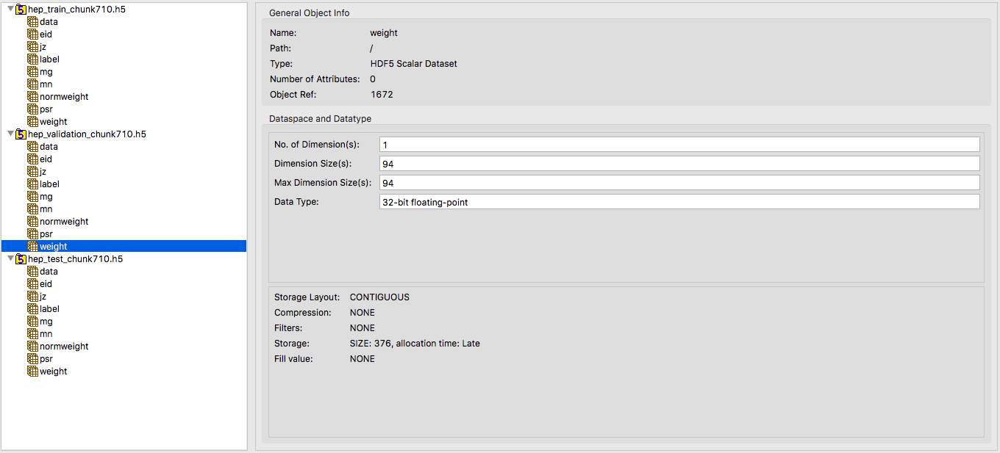 hep_train_chunk710.h5
data
eid
jz
label
mg
mn
normweight
psr
weight
hep_validation_chunk710.h5
data
eid
jz
label
mg
mn
normweight
psr
weight
hep_test_chunk710.h5
data
eid
jz
label
mg
mn
normweight
psr
weight
General Object Info
Name: weight
Path: /
Type: HDF5 Scalar Dataset
Number of Attributes: 0
Object Ref: 1672
Dataspace and Datatype
No. of Dimension(s): 1
Dimension Size(s): 94
Max Dimension Size(s): 94
Data Type: 32-bit floating-point
Storage Layout: CONTIGUOUS
Compression: NONE
Filters: NONE
Storage: SIZE: 376, allocation time: Late
Fill value: NONE